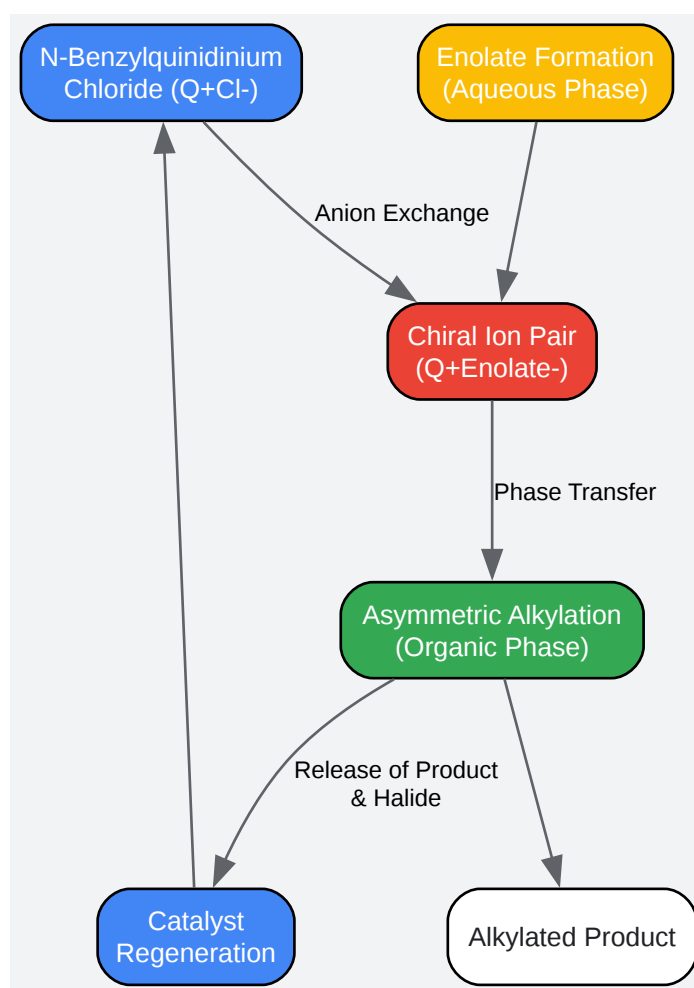 N-Benzylquinidinium
Chloride (Q+Cl-)
Enolate Formation
(Aqueous Phase)
Anion Exchange
Chiral Ion Pair
(Q+Enolate-)
Phase Transfer
Asymmetric Alkylation
(Organic Phase)
Release of Product
& Halide
Catalyst
Regeneration
Alkylated Product